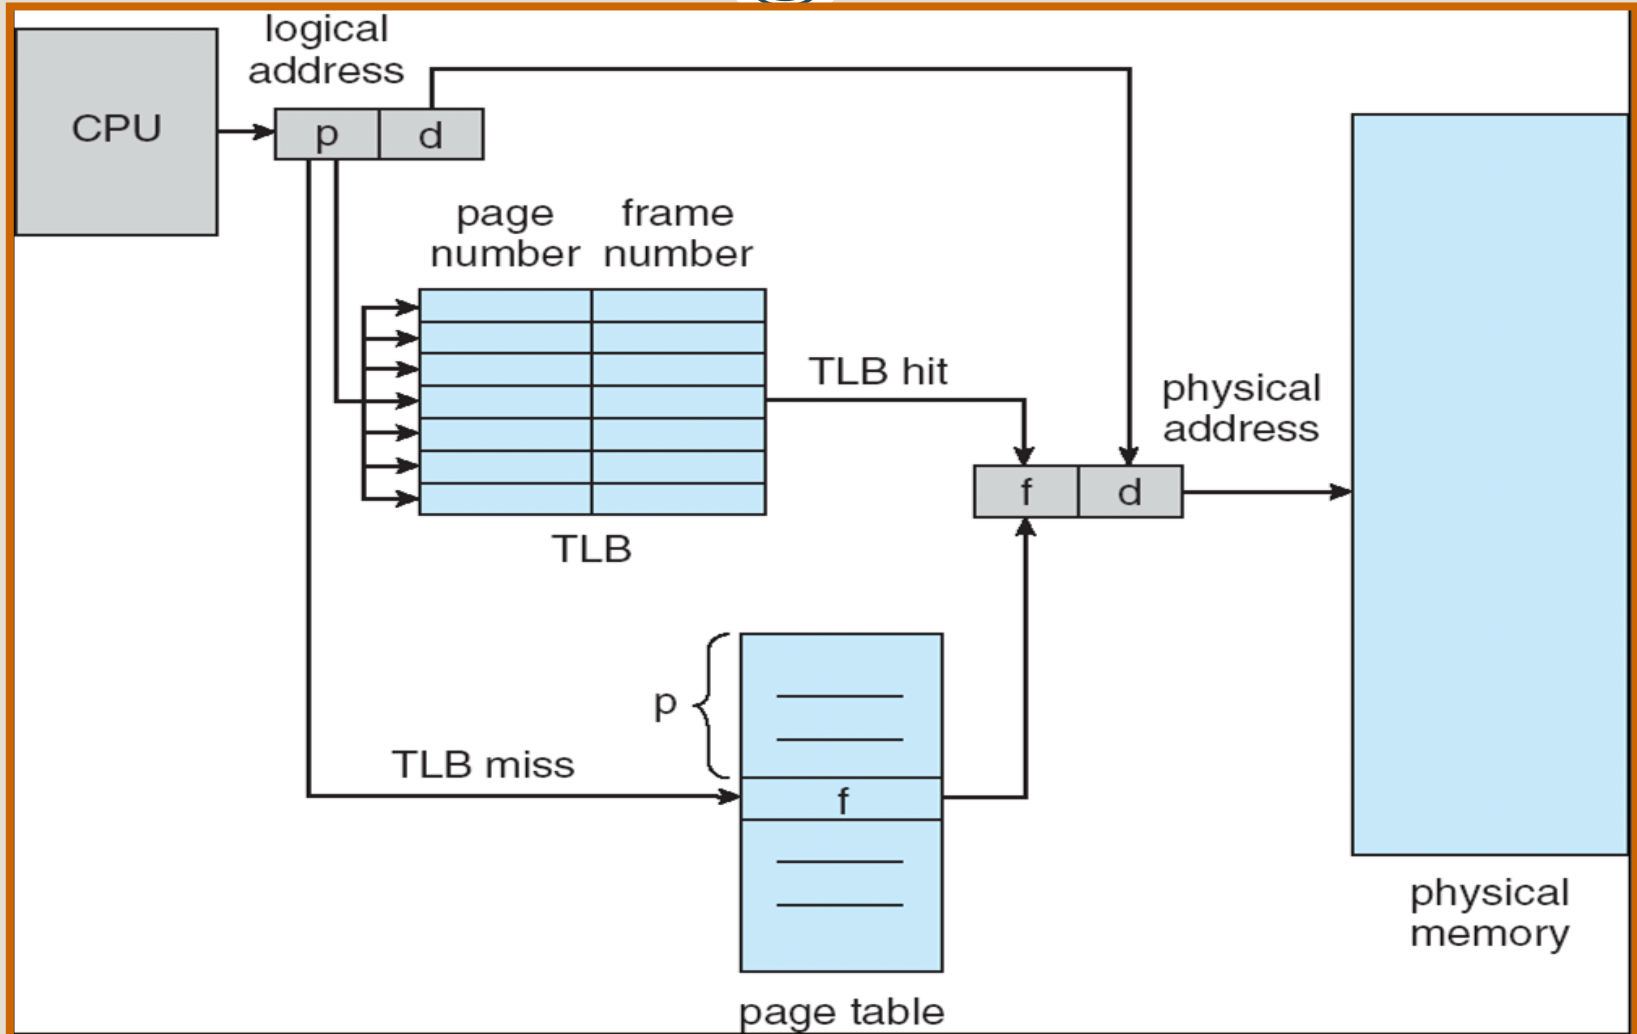 logical
address
CPU
p d
page frame
number number
TLB hit
physical
address
f d
TLB
p
TLB miss
f
physical
memory
page table